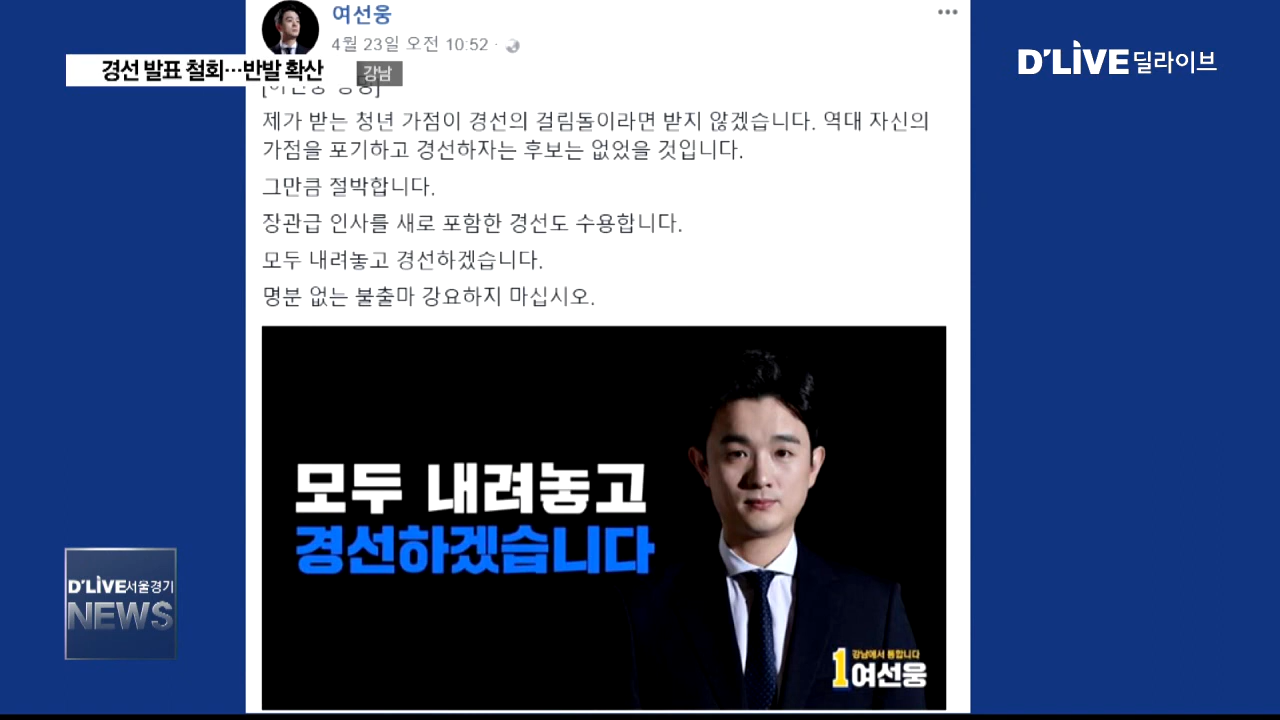 여선웅
4월 23일 오전 10:52 ·
D'LIVE 딜라이브
경선 발표 철회…반발 확산
강남
제가 받는 청년 가점이 경선의 걸림돌이라면 받지 않겠습니다. 역대 자신의
가점을 포기하고 경선하자는 후보는 없었을 것입니다.
그만큼 절박합니다.
장관급 인사를 새로 포함한 경선도 수용합니다.
모두 내려놓고 경선하겠습니다.
명분 없는 불출마 강요하지 마십시오.
모두 내려놓고
경선하겠습니다
강남에서 통합니다
1여선웅
D'LIVE서울경기
NEWS